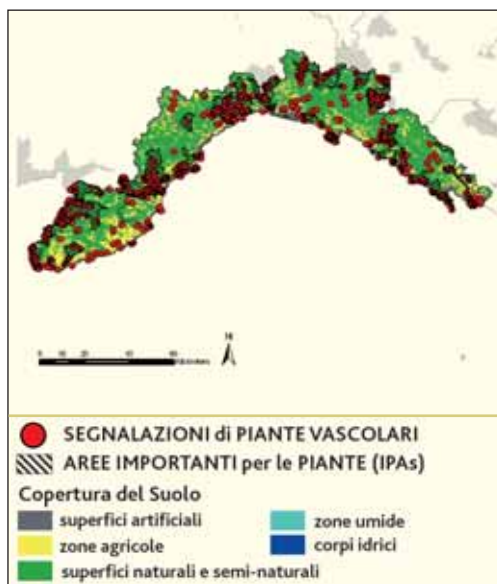 N
SEGNALAZIONI di PIANTE VASCOLARI
AREE IMPORTANTI per le PIANTE (IPAs)
Copertura del Suolo
superfici artificiali
zone umide
zone agricole
corpi idrici
superfici naturali e semi-naturali